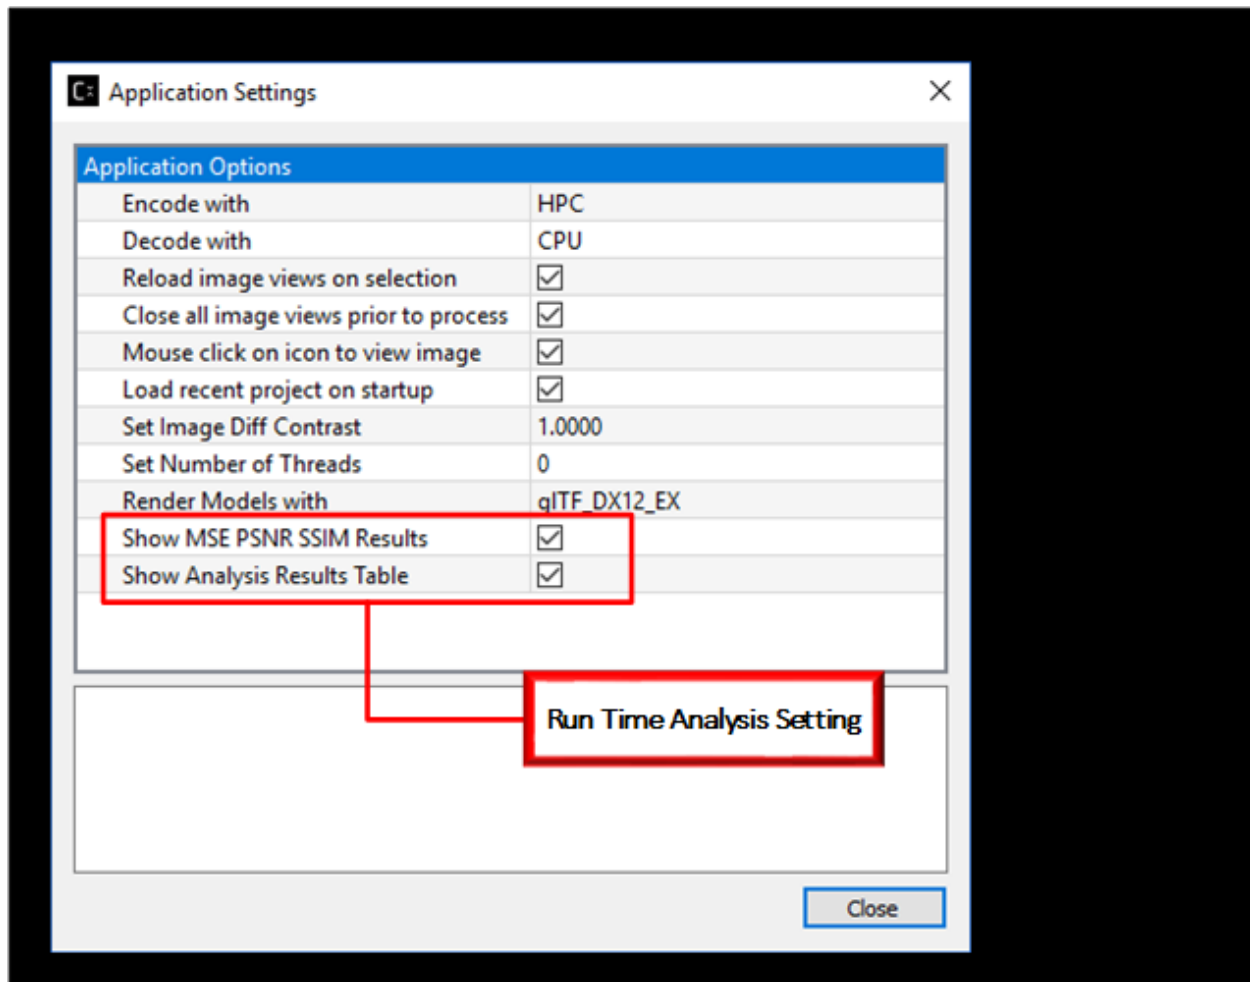 Application Settings
Application Options
Encode with HPC
Decode with CPU
Reload image views on selection
Close all image views prior to process
Mouse click on icon to view image
Load recent project on startup
Set Image Diff Contrast 1.0000
Set Number of Threads 0
Render Models with glTF_DX12_EX
Show MSE PSNR SSIM Results
Show Analysis Results Table
Run Time Analysis Setting
Close